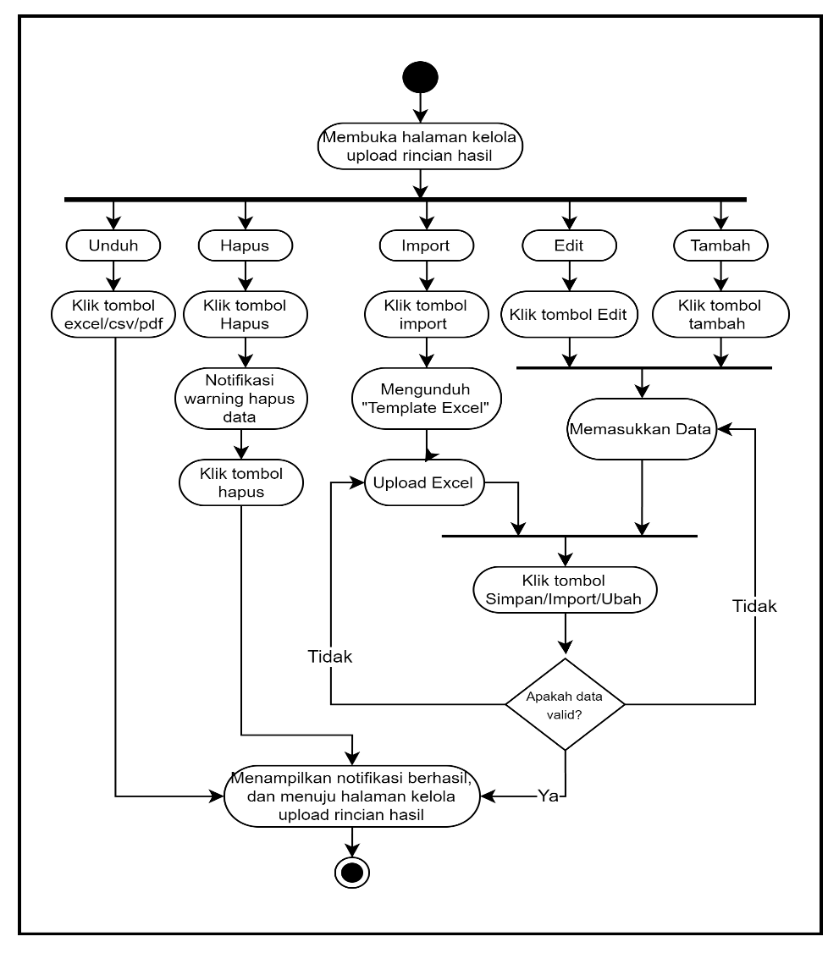 Membuka halaman kelola
upload rincian hasil
Unduh
Hapus
Import
Edit
Tambah
Klik tombol
excel/csv/pdf
Klik tombol
Hapus
Klik tombol
import
Klik tombol Edit
Klik tombol
tambah
Notifikasi
warning hapus
data
Mengunduh
"Template Excel"
Memasukkan Data
Klik tombol
hapus
Upload Excel
Klik tombol
Simpan/Import/Ubah
Tidak
Tidak
Apakah data
valid?
Menampilkan notifikasi berhasil,
dan menuju halaman kelola
upload rincian hasil
Ya